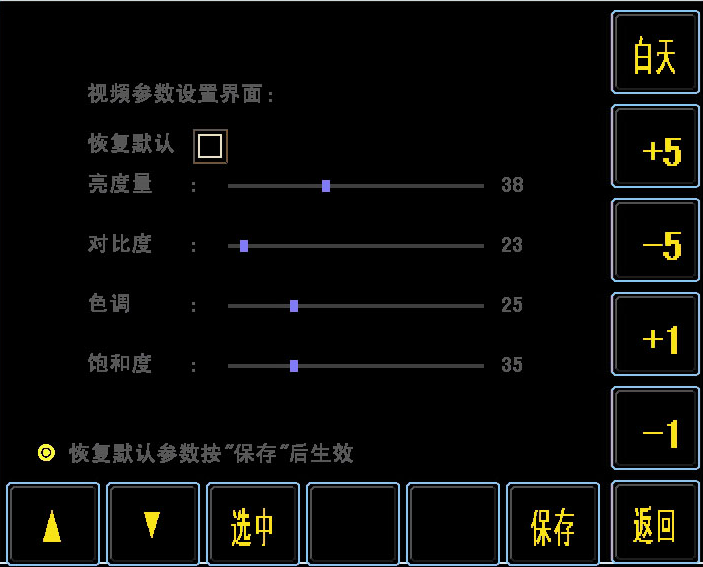 白天
视频参数设置界面：
恢复默认
+5
亮度量 ： 38
-5
对比度 ： 23
色调 ： 25
+1
饱和度 ： 35
-1
恢复默认参数按"保存"后生效
选中 保存 返回